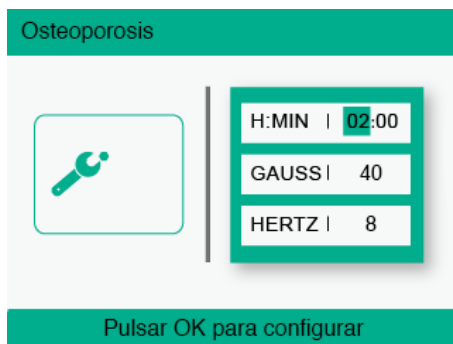 Osteoporosis
H:MIN | 02:00
GAUSS | 40
HERTZ | 8
Pulsar OK para configurar